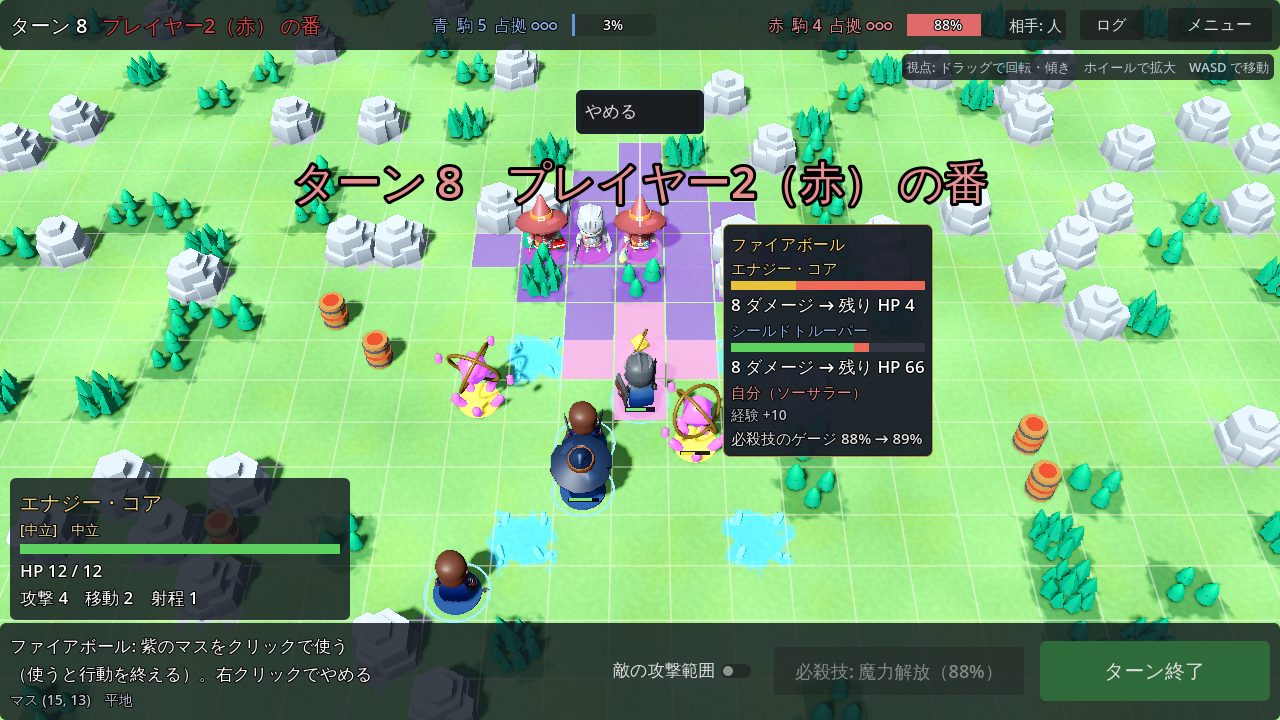 ターン 8 プレイヤー2（赤） の番
青 駒 5 占拠 ○○○ 3%
赤 駒 4 占拠 ○○○ 88%
相手: 人
ログ
メニュー
視点: ドラッグで回転・傾き ホイールで拡大 WASD で移動
やめる
ターン 8 プレイヤー2（赤） の番
ファイアボール
エナジー・コア
8 ダメージ → 残り HP 4
シールドトルーパー
8 ダメージ → 残り HP 66
自分（ソーサラー）
経験 +10
必殺技のゲージ 88% → 89%
エナジー・コア
[中立] 中立
HP 12 / 12
攻撃 4 移動 2 射程 1
ファイアボール: 紫のマスをクリックで使う
（使うと行動を終える）。右クリックでやめる
マス (15, 13) 平地
敵の攻撃範囲
必殺技: 魔力解放（88%）
ターン終了